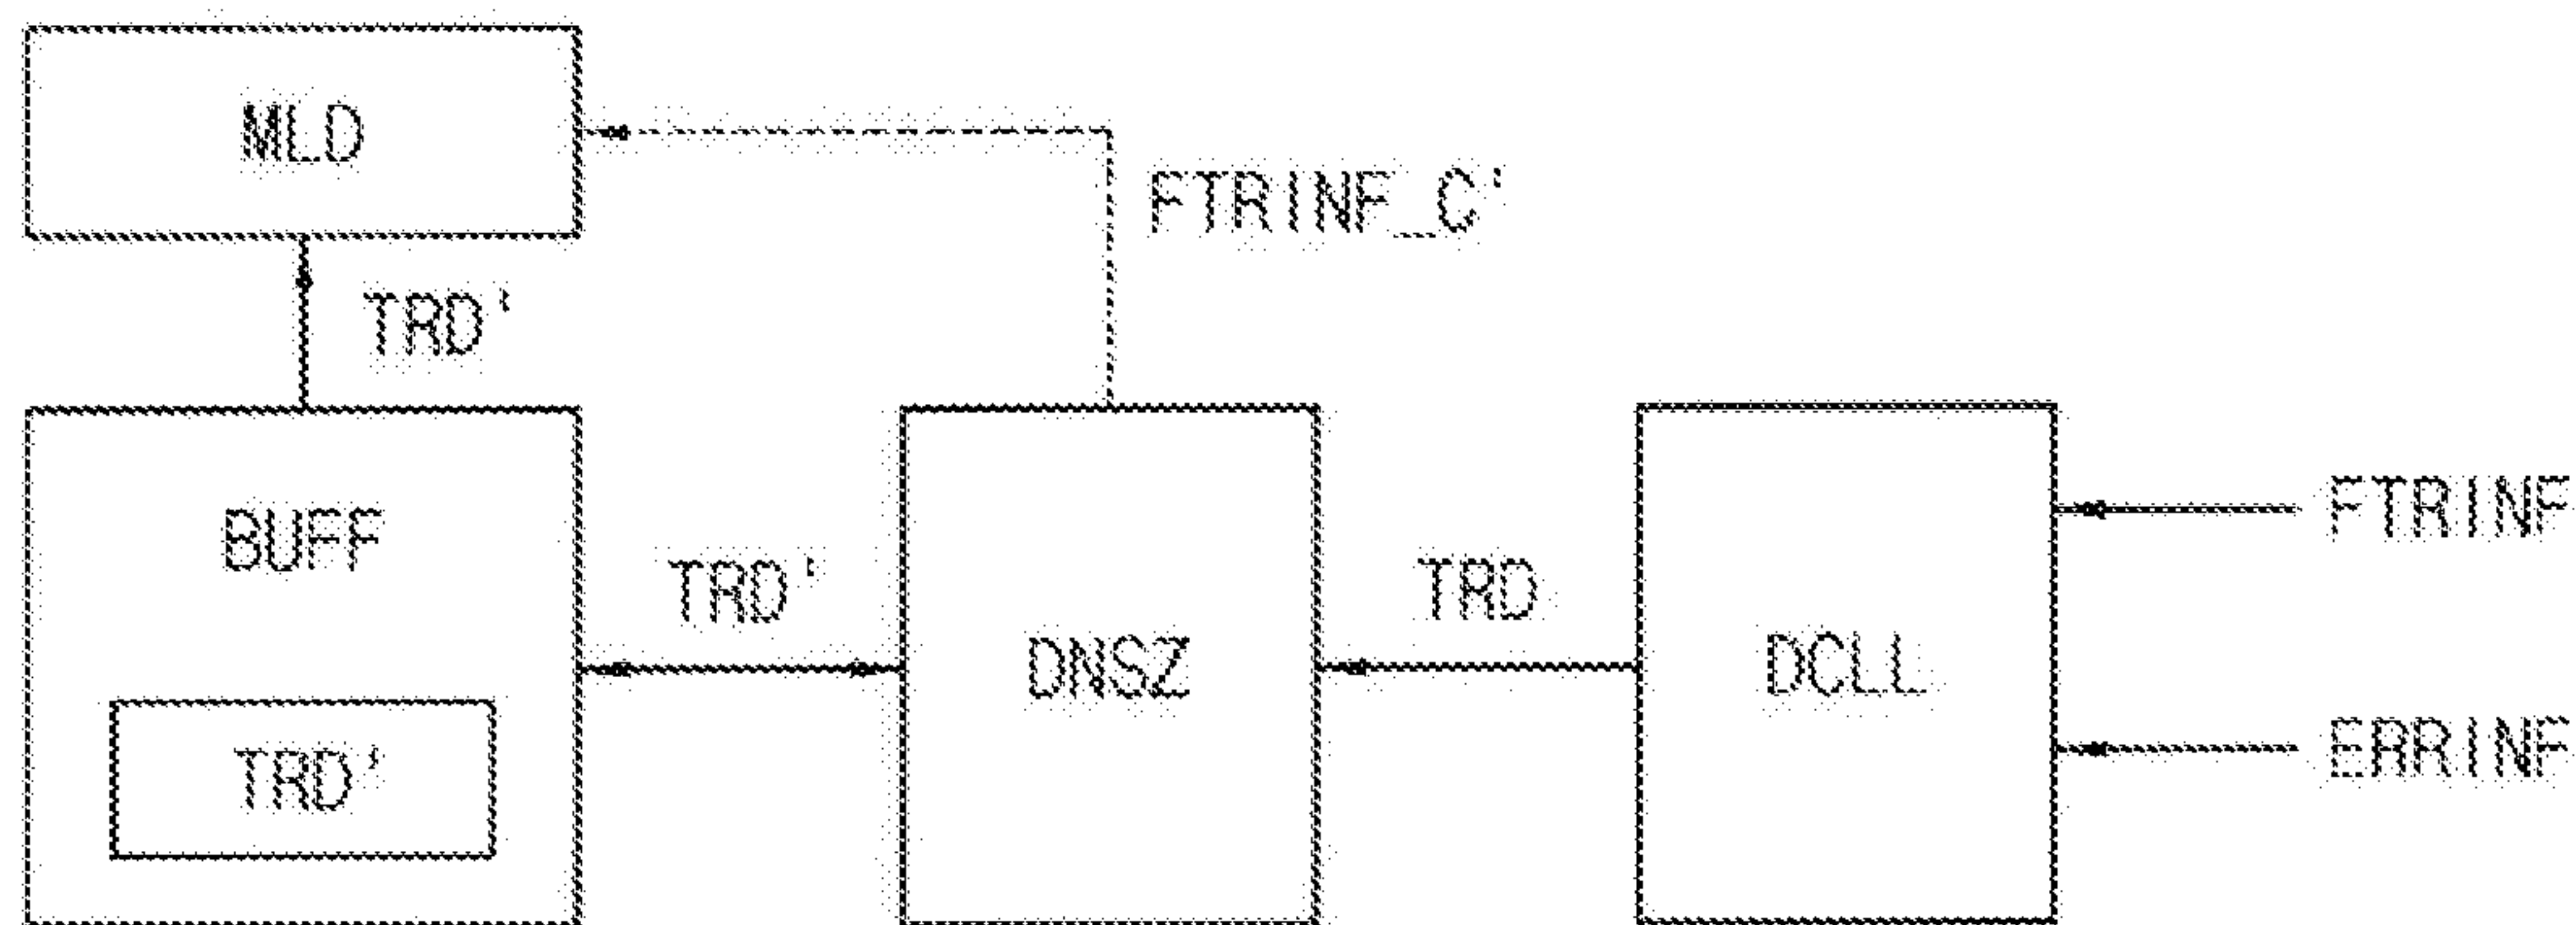 MLD
FTRINF_C'
TRD'
BUFF
TRD'
DNSZ
TRD
DCLL
FTRINF
ERRINF
TRD'